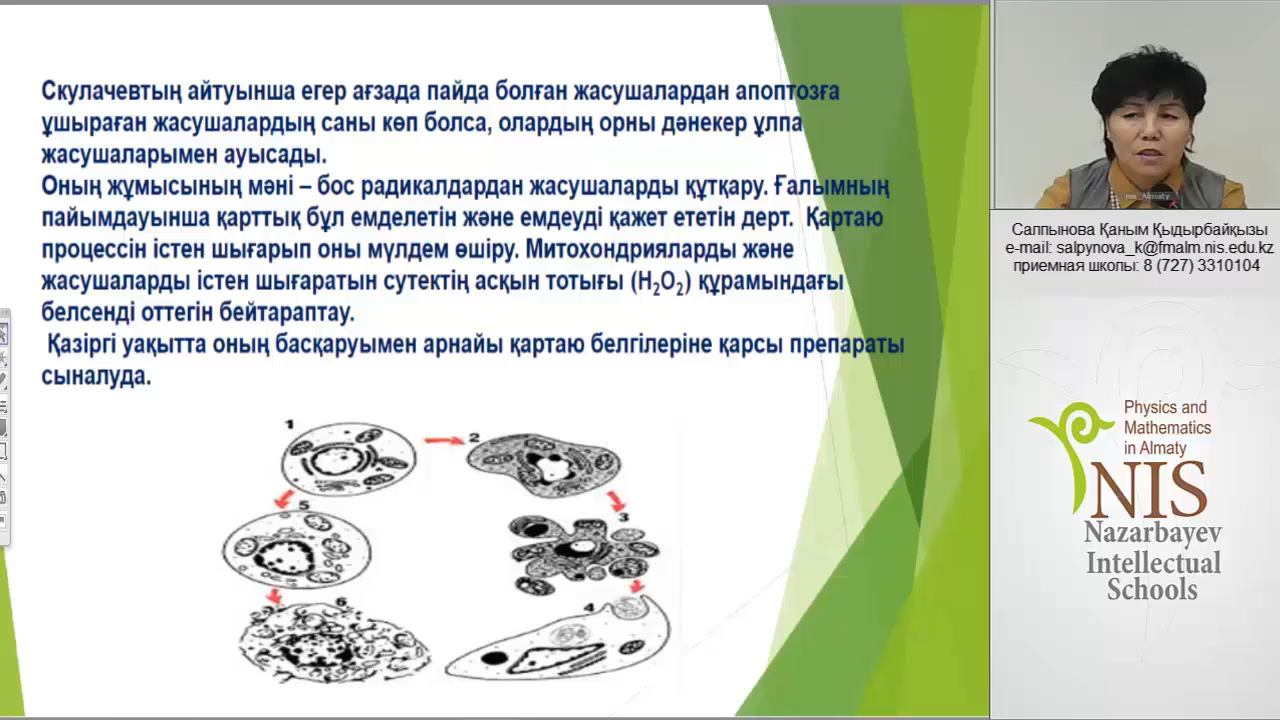 Скулачевтың айтуынша егер ағзада пайда болған жасушалардан апоптозға
ұшыраған жасушалардың саны көп болса, олардың орны дәнекер ұлпа
жасушаларымен ауысады.
Оның жұмысының мәні – бос радикалдардан жасушаларды құтқару. Ғалымның
пайымдауынша қарттық бұл емделетін және емдеуді қажет ететін дерт. Қартаю
процессін істен шығарып оны мүлдем өшіру. Митохондрияларды және
жасушаларды істен шығаратын сутектің асқын тотығы (H₂O₂) құрамындағы
белсенді оттегін бейтараптау.
Қазіргі уақытта оның басқаруымен арнайы қартаю белгілеріне қарсы препараты
сыналуда.
1
2
5
3
6
4
nis_Almaty
Салпынова Қаным Қыдырбайқызы
e-mail: salpynova_k@fmalm.nis.edu.kz
приемная школы: 8 (727) 3310104
Physics and
Mathematics
in Almaty
NIS
Nazarbayev
Intellectual
Schools